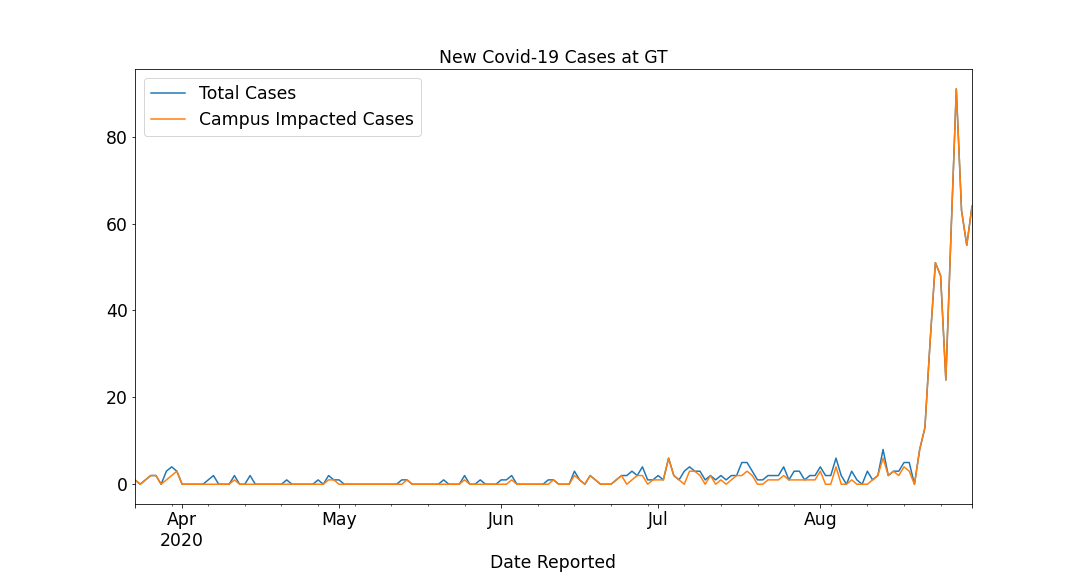 New Covid-19 Cases at GT
Total Cases
Campus Impacted Cases
80
60
40
20
0
Apr May Jun Jul Aug
2020
Date Reported